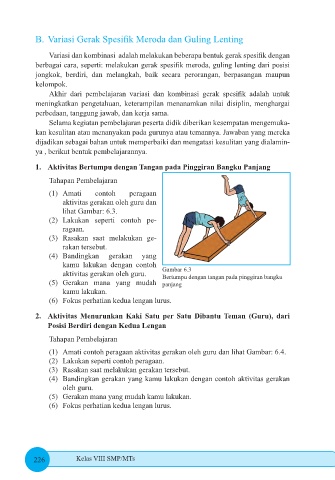 B. Variasi Gerak Spesifik Meroda dan Guling Lenting
Variasi dan kombinasi adalah melakukan beberapa bentuk gerak spesifik dengan
berbagai cara, seperti: melakukan gerak spesifik meroda, guling lenting dari posisi
jongkok, berdiri, dan melangkah, baik secara perorangan, berpasangan maupun
kelompok.
Akhir dari pembelajaran variasi dan kombinasi gerak spesifik adalah untuk
meningkatkan pengetahuan, keterampilan menanamkan nilai disiplin, menghargai
perbedaan, tanggung jawab, dan kerja sama.
Selama kegiatan pembelajaran peserta didik diberikan kesempatan mengemuka-
kan kesulitan atau menanyakan pada gurunya atau temannya. Jawaban yang mereka
dijadikan sebagai bahan untuk memperbaiki dan mengatasi kesulitan yang dialamin-
ya , berikut bentuk pembelajarannya.
1. Aktivitas Bertumpu dengan Tangan pada Pinggiran Bangku Panjang
Tahapan Pembelajaran
(1) Amati contoh peragaan
aktivitas gerakan oleh guru dan
lihat Gambar: 6.3.
(2) Lakukan seperti contoh pe-
ragaan.
(3) Rasakan saat melakukan ge-
rakan tersebut.
(4) Bandingkan gerakan yang
kamu lakukan dengan contoh
aktivitas gerakan oleh guru.
(5) Gerakan mana yang mudah
kamu lakukan.
(6) Fokus perhatian kedua lengan lurus.
Gambar 6.3
Bertumpu dengan tangan pada pinggiran bangku
panjang
2. Aktivitas Menurunkan Kaki Satu per Satu Dibantu Teman (Guru), dari
Posisi Berdiri dengan Kedua Lengan
Tahapan Pembelajaran
(1) Amati contoh peragaan aktivitas gerakan oleh guru dan lihat Gambar: 6.4.
(2) Lakukan seperti contoh peragaan.
(3) Rasakan saat melakukan gerakan tersebut.
(4) Bandingkan gerakan yang kamu lakukan dengan contoh aktivitas gerakan
oleh guru.
(5) Gerakan mana yang mudah kamu lakukan.
(6) Fokus perhatian kedua lengan lurus.
226
Kelas VIII SMP/MTs